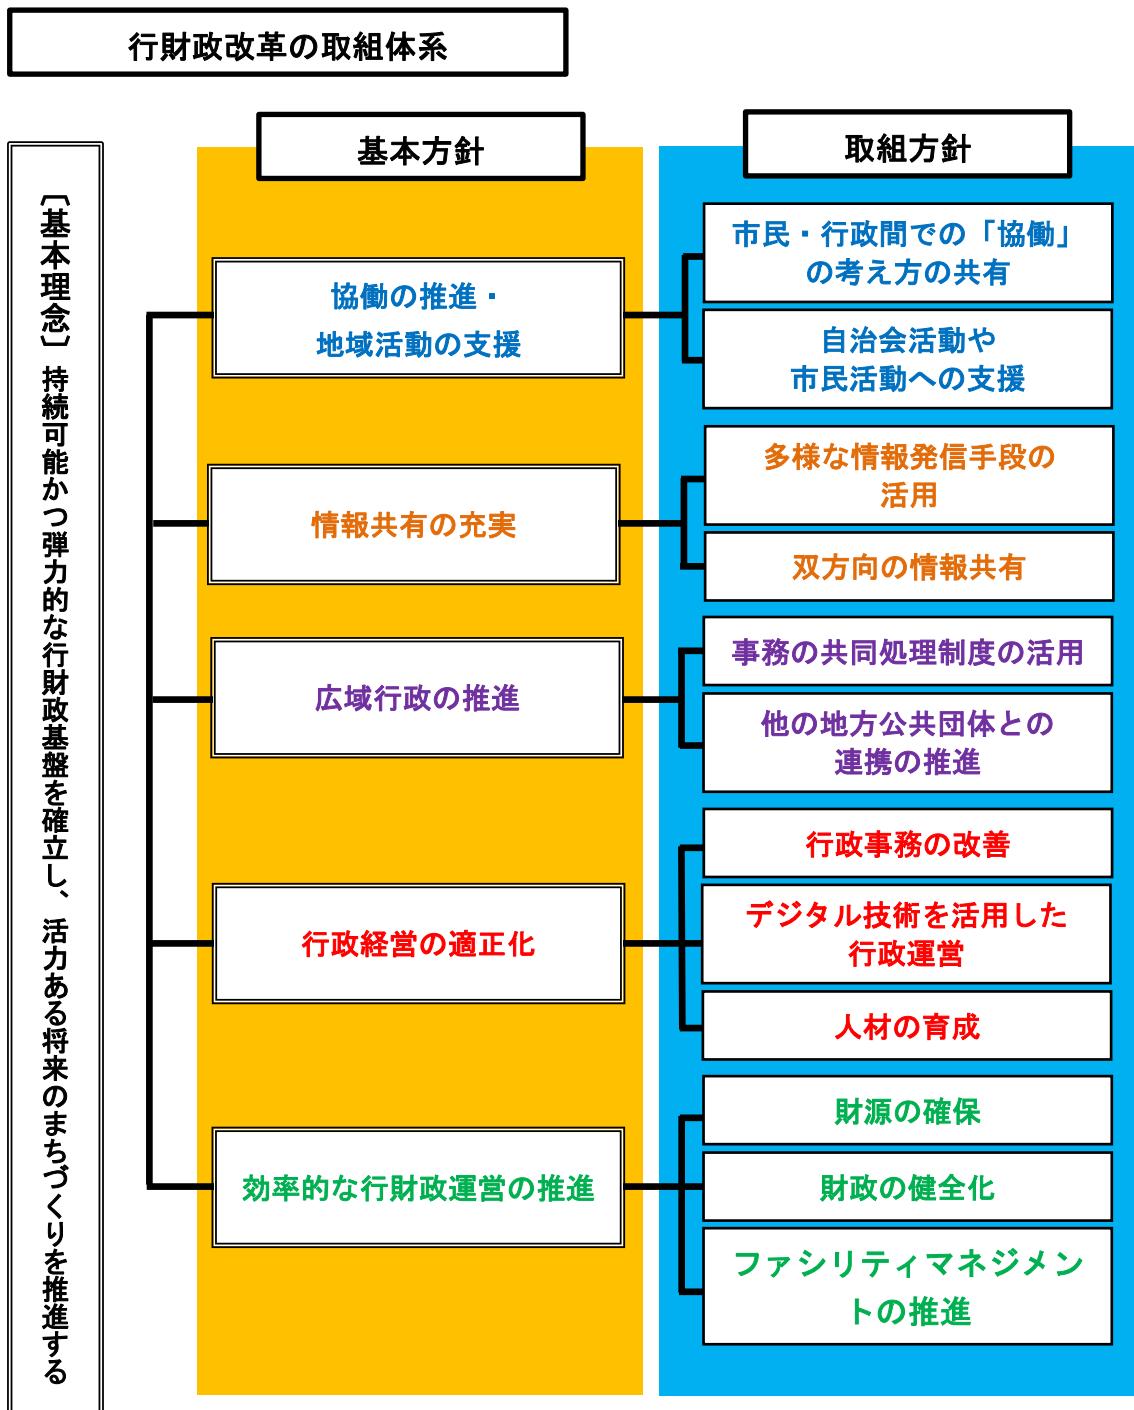 行財政改革の取組体系
〔基本理念〕 持続可能かつ弾力的な行財政基盤を確立し、活力ある将来のまちづくりを推進する
基本方針
協働の推進・
地域活動の支援
情報共有の充実
広域行政の推進
行政経営の適正化
効率的な行財政運営の推進
取組方針
市民・行政間での「協働」
の考え方の共有
自治会活動や
市民活動への支援
多様な情報発信手段の
活用
双方向の情報共有
事務の共同処理制度の活用
他の地方公共団体との
連携の推進
行政事務の改善
デジタル技術を活用した
行政運営
人材の育成
財源の確保
財政の健全化
ファシリティマネジメン
トの推進